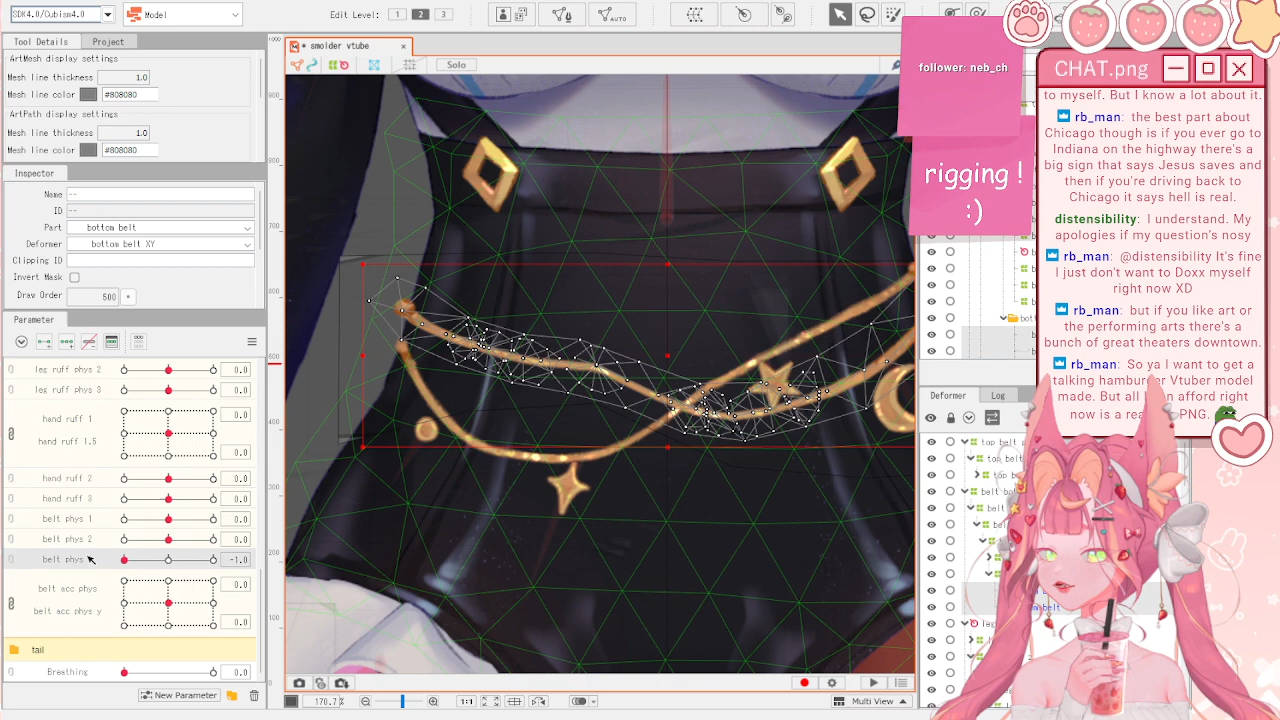 SDK4.0/Cubism4.0
Model
Edit Level:
1
2
3
AUTO
Tool Details
Project
ArtMesh display settings
Mesh line thickness
1.0
Mesh line color
#808080
ArtPath display settings
Mesh line thickness
1.0
Mesh line color
#808080
Inspector
Name
--
ID
--
Part
bottom belt
Deformer
bottom belt XY
Clipping ID
Invert Mask
Draw Order
500
Parameter
leg ruff phys 2
0.0
leg ruff phys 3
0.0
hand ruff 1
0.0
hand ruff 1.5
0.0
hand ruff 2
0.0
hand ruff 3
0.0
belt phys 1
0.0
belt phys 2
0.0
belt phys
-1.0
belt acc phys
0.0
belt acc phys y
0.0
tail
Breathing
0.0
New Parameter
* smolder vtube
Solo
170.7%
1:1
Multi View
follower: neb_ch
rigging !
:)
Deformer
Log
top belt
top belt
top b
belt bo
belt
be
belt
CHAT.png
to myself. But I know a lot about it.
rb_man: the best part about
Chicago though is if you ever go to
Indiana on the highway there's a
big sign that says Jesus saves and
then if you're driving back to
Chicago it says hell is real.
distensibility: I understand. My
apologies if my question's nosy
rb_man: @distensibility It's fine
I just don't want to Doxx myself
right now XD
rb_man: but if you like art or
the performing arts there's a
bunch of great theaters downtown.
rb_man: So ya I want to get a
talking hamburger Vtuber model
made. But all I can afford right
now is a PNG.